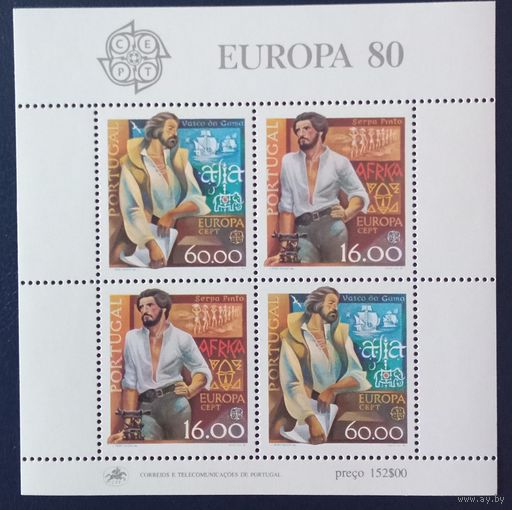 C E P T
EUROPA 80
PORTUGAL
Vasco da Gama
aſia
EUROPA
CEPT
60.00
PORTUGAL
Serpa Pinto
AFRICA
EUROPA
CEPT
16.00
PORTUGAL
Serpa Pinto
AFRICA
EUROPA
CEPT
16.00
PORTUGAL
Vasco da Gama
aſia
EUROPA
CEPT
60.00
CORREIOS E TELECOMUNICAÇÕES DE PORTUGAL
preço 152$00
www.ay.by